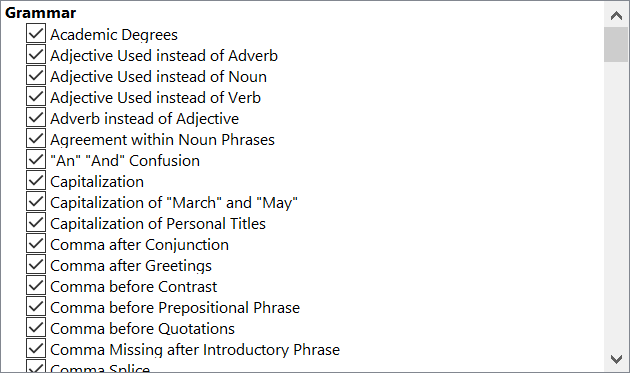 Grammar
Academic Degrees
Adjective Used instead of Adverb
Adjective Used instead of Noun
Adjective Used instead of Verb
Adverb instead of Adjective
Agreement within Noun Phrases
"An" "And" Confusion
Capitalization
Capitalization of "March" and "May"
Capitalization of Personal Titles
Comma after Conjunction
Comma after Greetings
Comma before Contrast
Comma before Prepositional Phrase
Comma before Quotations
Comma Missing after Introductory Phrase
Comma Splice